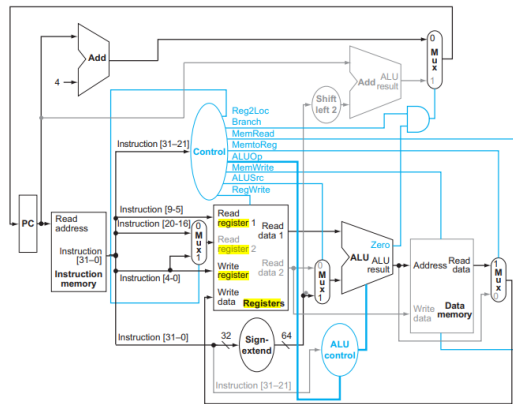 Add
4
Add
ALU
result
0
Mux
1
Shift
left 2
Reg2Loc
Branch
MemRead
MemtoReg
ALUOp
MemWrite
ALUSrc
RegWrite
Control
Instruction [31–21]
PC
Read
address
Instruction
[31–0]
Instruction
memory
Instruction [9-5]
Instruction [20-16]
Instruction [4-0]
0
Mux
1
Read
register 1
Read
register 2
Write
register
Write
data
Read
data 1
Read
data 2
Registers
0
Mux
1
Zero
ALU
ALU
result
Address
Read
data
Write
data
Data
memory
1
Mux
0
Instruction [31–0]
32
Sign-
extend
64
ALU
control
Instruction [31–21]